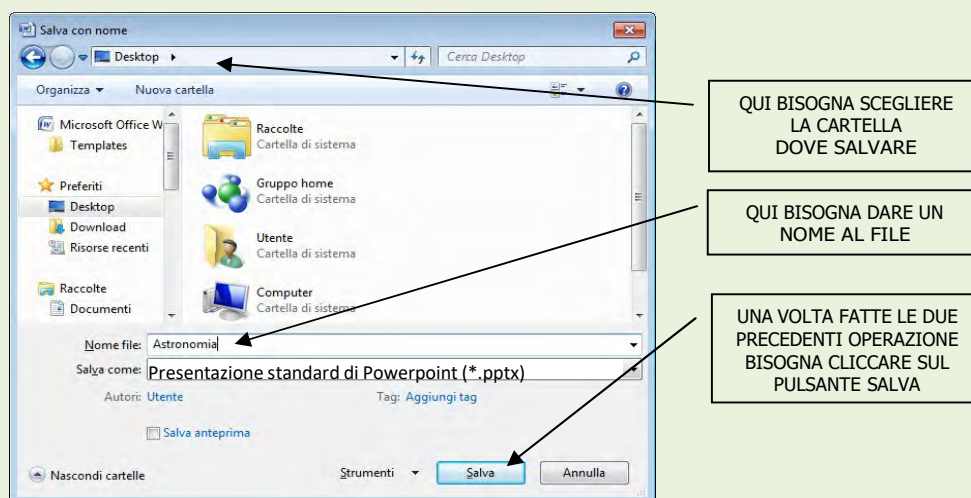 Salva con nome
Desktop
Cerca Desktop
Organizza
Nuova cartella
Microsoft Office W
Templates
Preferiti
Desktop
Download
Risorse recenti
Raccolte
Documenti
Raccolte
Cartella di sistema
Gruppo home
Cartella di sistema
Utente
Cartella di sistema
Computer
Cartella di sistema
Nome file: Astronomia
Salva come: Presentazione standard di Powerpoint (*.pptx)
Autori: Utente
Tag: Aggiungi tag
Salva anteprima
Nascondi cartelle
Strumenti
Salva
Annulla
QUI BISOGNA SCEGLIERE
LA CARTELLA
DOVE SALVARE
QUI BISOGNA DARE UN
NOME AL FILE
UNA VOLTA FATTE LE DUE
PRECEDENTI OPERAZIONE
BISOGNA CLICCARE SUL
PULSANTE SALVA